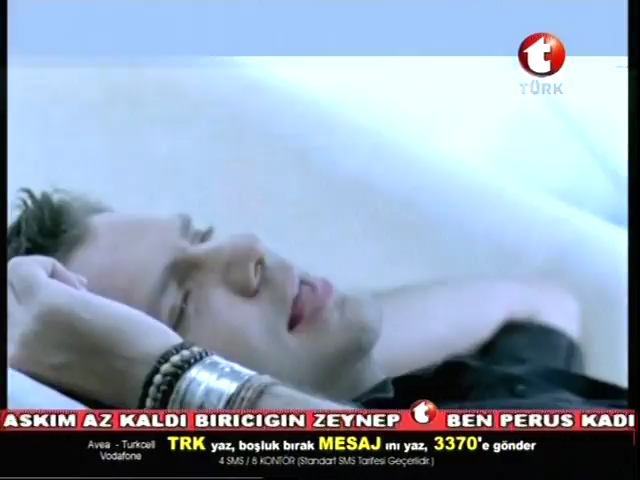 t
TÜRK
ASKIM AZ KALDI BIRICIGIN ZEYNEP t BEN PERUS KADI
Avea - Turkcell
Vodafone
TRK yaz, boşluk bırak MESAJ ını yaz, 3370'e gönder
4 SMS / 8 KONTÖR (Standart SMS Tarifesi Geçerlidir.)